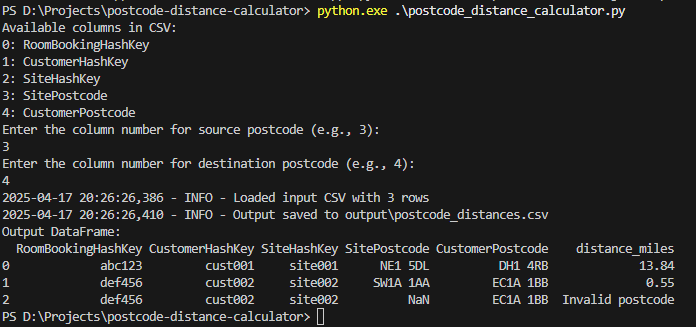 PS D:\Projects\postcode-distance-calculator> python.exe .\postcode_distance_calculator.py
Available columns in CSV:
0: RoomBookingHashKey
1: CustomerHashKey
2: SiteHashKey
3: SitePostcode
4: CustomerPostcode
Enter the column number for source postcode (e.g., 3):
3
Enter the column number for destination postcode (e.g., 4):
4
2025-04-17 20:26:26,386 - INFO - Loaded input CSV with 3 rows
2025-04-17 20:26:26,410 - INFO - Output saved to output\postcode_distances.csv
Output DataFrame:
  RoomBookingHashKey CustomerHashKey SiteHashKey SitePostcode CustomerPostcode    distance_miles
0             abc123         cust001     site001      NE1 5DL          DH1 4RB             13.84
1             def456         cust002     site002     SW1A 1AA         EC1A 1BB              0.55
2             def456         cust002     site002          NaN         EC1A 1BB  Invalid postcode
PS D:\Projects\postcode-distance-calculator>